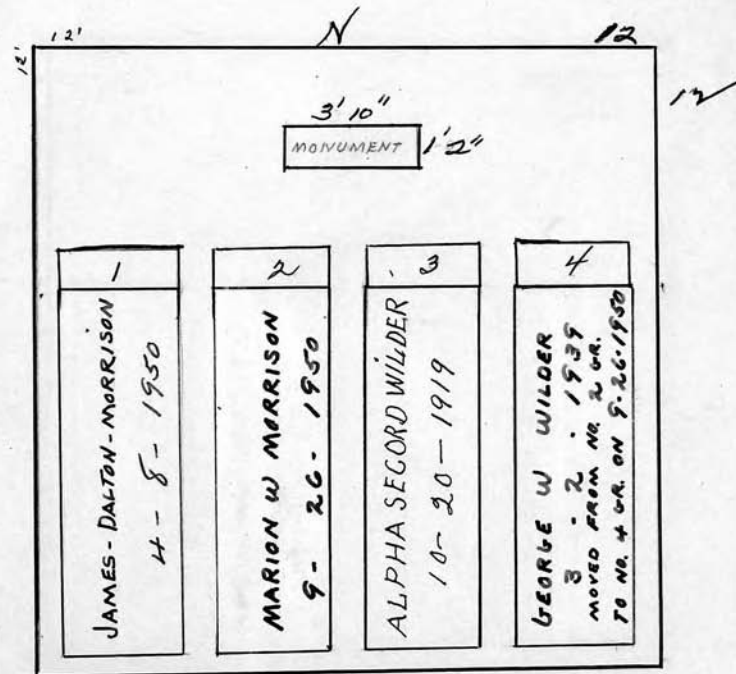 12' N 12
12' 12
3' 10"
MONUMENT 1' 2"
1 2 3 4
JAMES-DALTON-MORRISON
4-8-1950
MARION W MORRISON
9-26-1950
ALPHA SECORD WILDER
10-20-1919
GEORGE W WILDER
3-2-1939
MOVED FROM NO. 2 GR.
TO NO. 4 GR. ON 9-26-1950